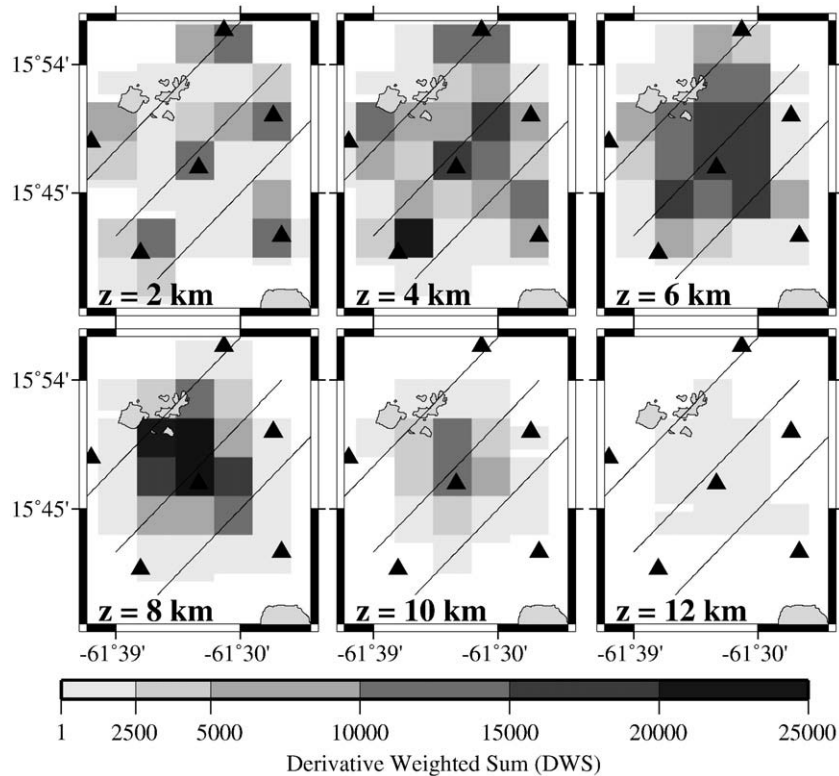 15°54'
15°45'
z = 2 km z = 4 km z = 6 km
15°54'
15°45'
z = 8 km z = 10 km z = 12 km
-61°39' -61°30' -61°39' -61°30' -61°39' -61°30'
1 2500 5000 10000 15000 20000 25000
Derivative Weighted Sum (DWS)